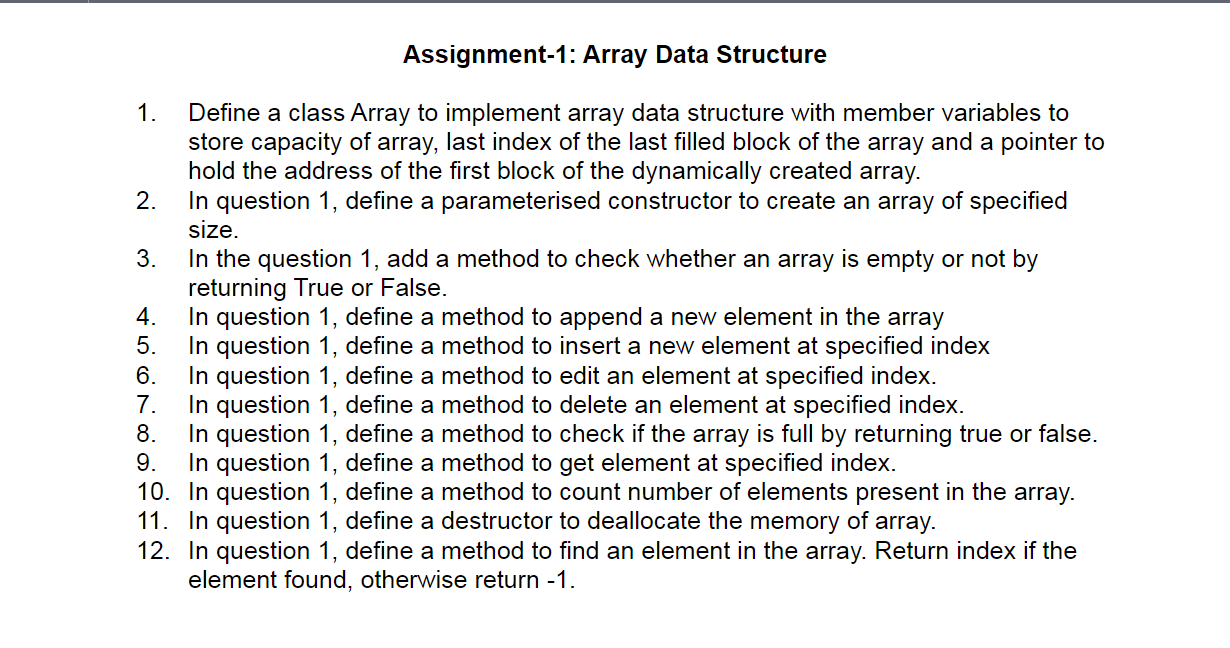 Assignment-1: Array Data Structure
1. Define a class Array to implement array data structure with member variables to
store capacity of array, last index of the last filled block of the array and a pointer to
hold the address of the first block of the dynamically created array.
2. In question 1, define a parameterised constructor to create an array of specified
size.
3. In the question 1, add a method to check whether an array is empty or not by
returning True or False.
4. In question 1, define a method to append a new element in the array
5. In question 1, define a method to insert a new element at specified index
6. In question 1, define a method to edit an element at specified index.
7. In question 1, define a method to delete an element at specified index.
8. In question 1, define a method to check if the array is full by returning true or false.
9. In question 1, define a method to get element at specified index.
10. In question 1, define a method to count number of elements present in the array.
11. In question 1, define a destructor to deallocate the memory of array.
12. In question 1, define a method to find an element in the array. Return index if the
element found, otherwise return -1.